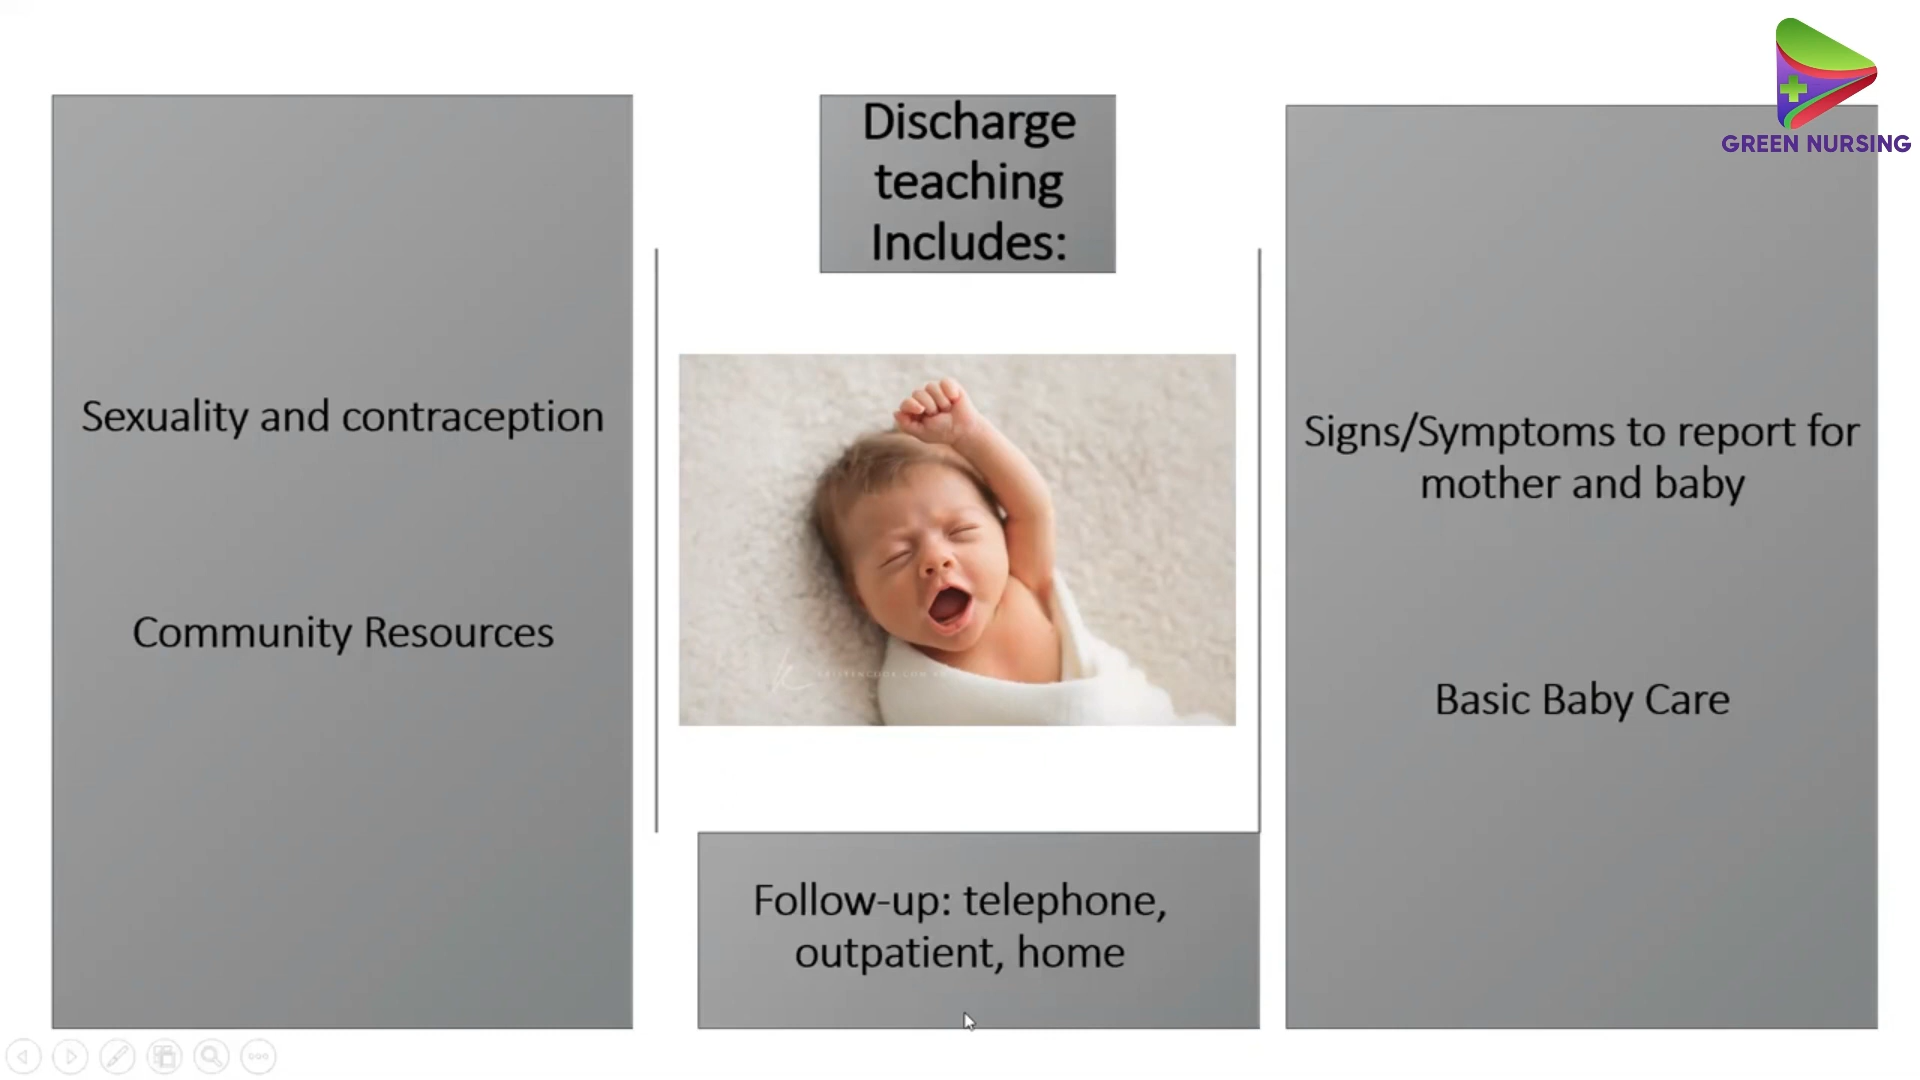 GREEN NURSING
Discharge
teaching
Includes:
Sexuality and contraception
Community Resources
Signs/Symptoms to report for
mother and baby
Basic Baby Care
Follow-up: telephone,
outpatient, home